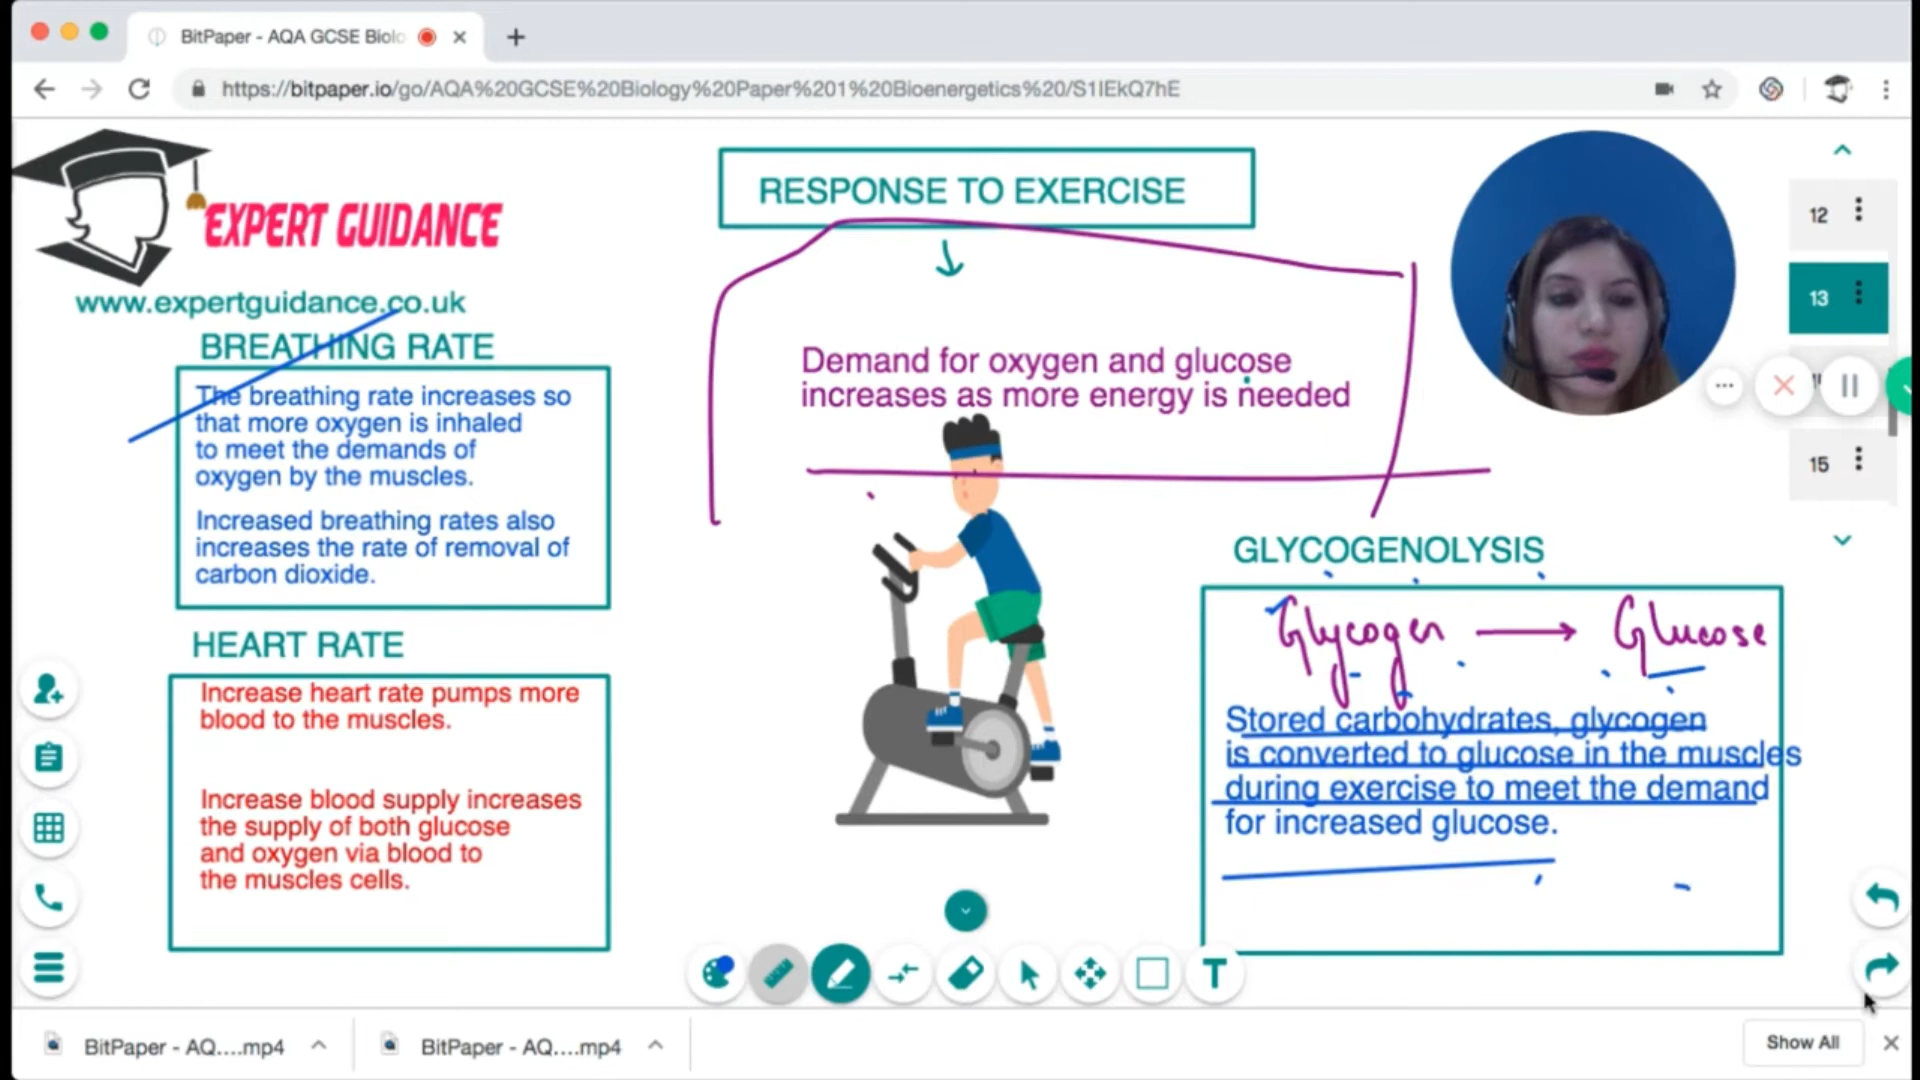 BitPaper - AQA GCSE Biolo
https://bitpaper.io/go/AQA%20GCSE%20Biology%20Paper%201%20Bioenergetics%20/S1IEkQ7hE
EXPERT GUIDANCE
www.expertguidance.co.uk
RESPONSE TO EXERCISE
Demand for oxygen and glucose
increases as more energy is needed
BREATHING RATE
The breathing rate increases so
that more oxygen is inhaled
to meet the demands of
oxygen by the muscles.
Increased breathing rates also
increases the rate of removal of
carbon dioxide.
HEART RATE
Increase heart rate pumps more
blood to the muscles.
Increase blood supply increases
the supply of both glucose
and oxygen via blood to
the muscles cells.
GLYCOGENOLYSIS
Glycogen → Glucose
Stored carbohydrates, glycogen
is converted to glucose in the muscles
during exercise to meet the demand
for increased glucose.
12
13
15
T
BitPaper - AQ....mp4
BitPaper - AQ....mp4
Show All